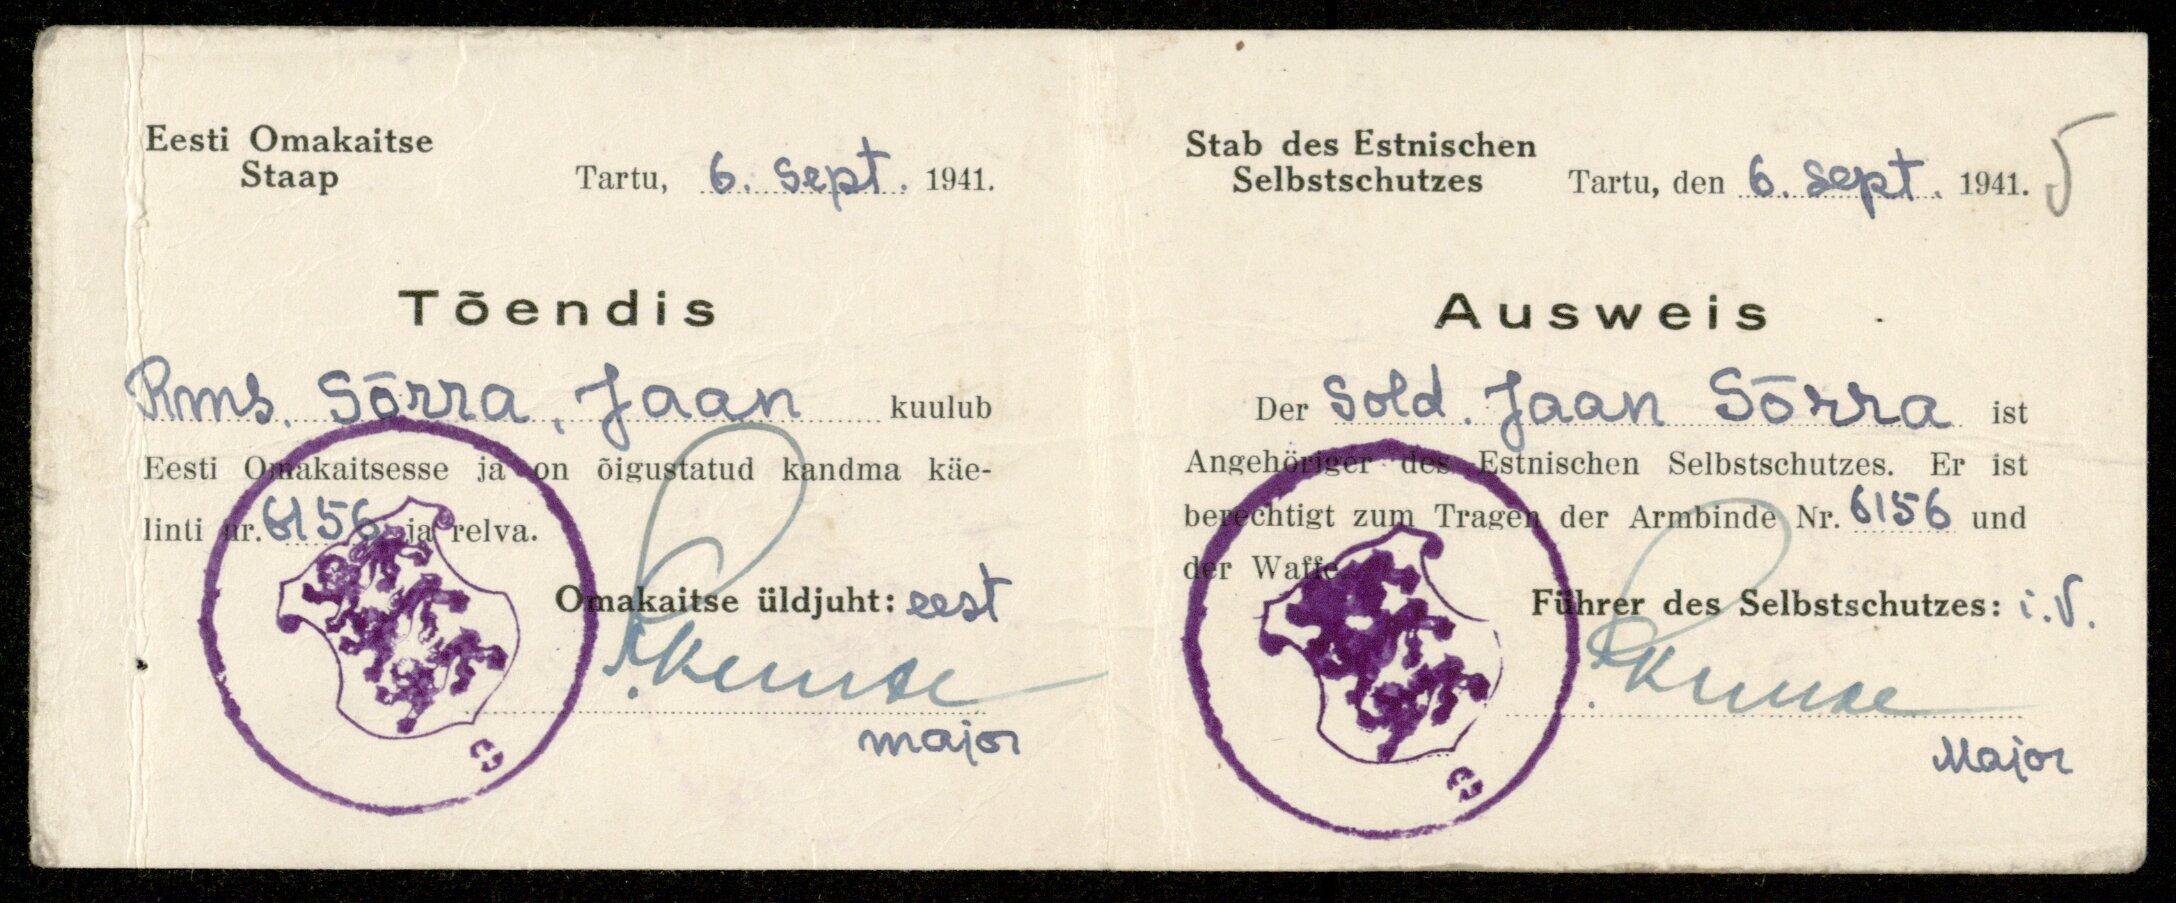 Eesti Omakaitse
Staap
Tartu, 6. Sept. 1941.
Tõendis
Rms. Sõrra, Jaan kuulub
Eesti Omakaitsesse ja on õigustatud kandma käe-
linti nr. 6156 ja relva.
Omakaitse üldjuht: eest
major
Stab des Estnischen
Selbstschutzes
Tartu, den 6. Sept. 1941.
Ausweis
Der Sold. Jaan Sõrra ist
Angehöriger des Estnischen Selbstschutzes. Er ist
berechtigt zum Tragen der Armbinde Nr. 6156 und
der Waffe.
Führer des Selbstschutzes: i.V.
Major